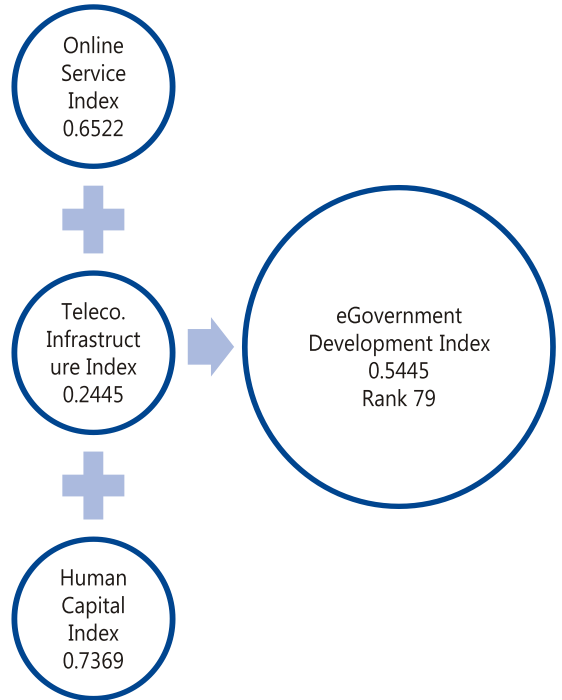 Online
Service
Index
0.6522
Teleco.
Infrastruct
ure Index
0.2445
eGovernment
Development Index
0.5445
Rank 79
Human
Capital
Index
0.7369